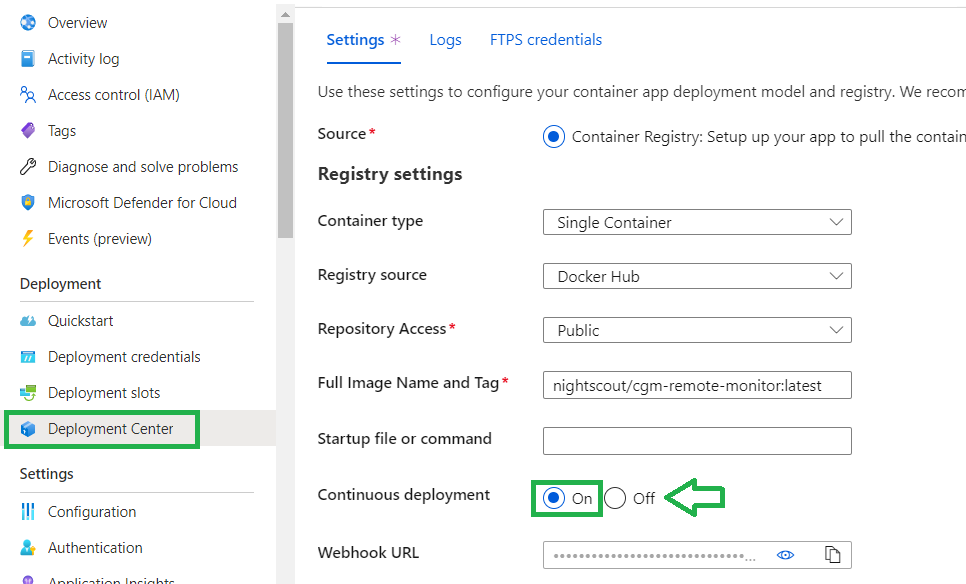 Overview
Activity log
Access control (IAM)
Tags
Diagnose and solve problems
Microsoft Defender for Cloud
Events (preview)
Deployment
Quickstart
Deployment credentials
Deployment slots
Deployment Center
Settings
Configuration
Authentication
Application Insights
Settings *
Logs
FTPS credentials
Use these settings to configure your container app deployment model and registry. We recom
Source*
Container Registry: Setup up your app to pull the contain
Registry settings
Container type
Single Container
Registry source
Docker Hub
Repository Access*
Public
Full Image Name and Tag*
nightscout/cgm-remote-monitor:latest
Startup file or command
Continuous deployment
On
Off
Webhook URL